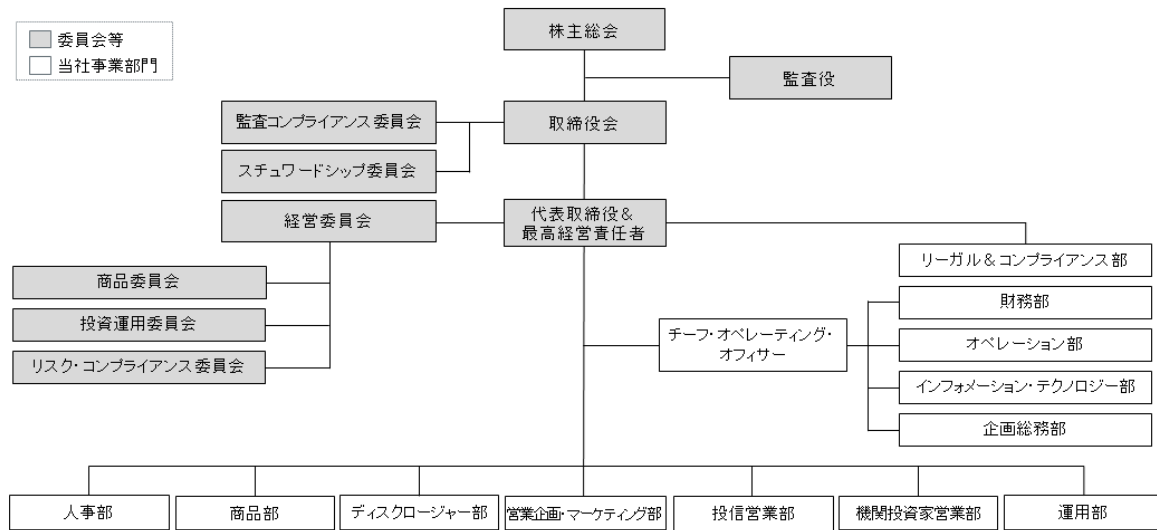 委員会等
当社事業部門
株主総会
監査役
監査コンプライアンス委員会
取締役会
スチュワードシップ委員会
経営委員会
代表取締役&
最高経営責任者
リーガル&コンプライアンス部
商品委員会
財務部
投資運用委員会
チーフ・オペレーティング・
オフィサー
オペレーション部
リスク・コンプライアンス委員会
インフォメーション・テクノロジー部
企画総務部
人事部
商品部
ディスクロージャー部
営業企画・マーケティング部
投信営業部
機関投資家営業部
運用部